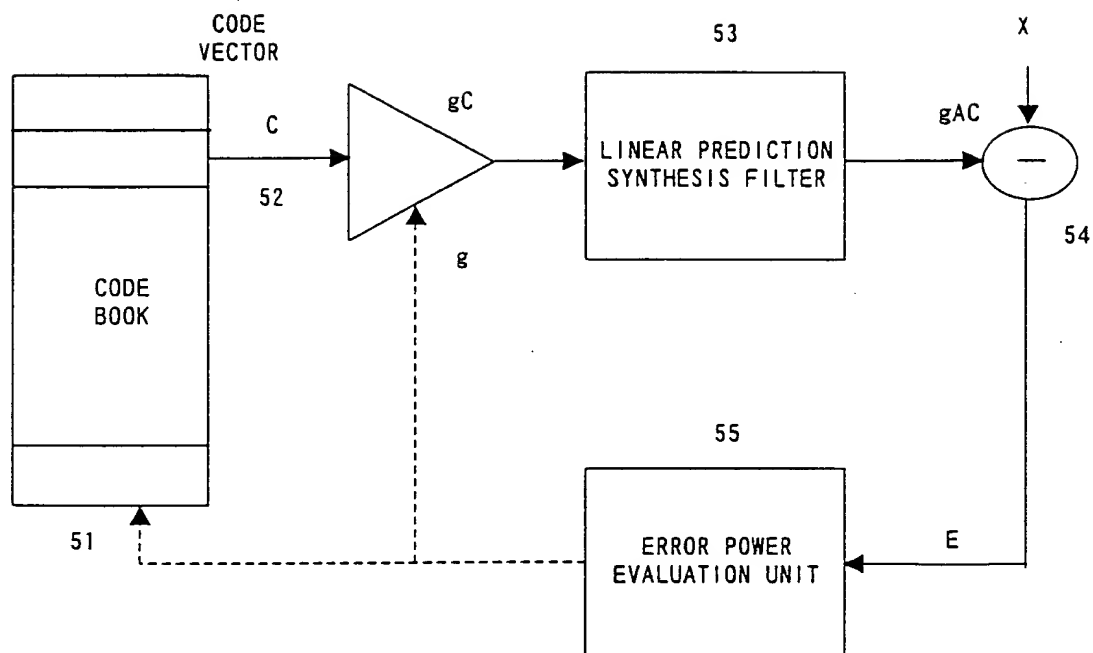 CODE
VECTOR
53
X
gC
gAC
C
LINEAR PREDICTION
SYNTHESIS FILTER
—
52
54
g
CODE
BOOK
55
51
ERROR POWER
EVALUATION UNIT
E